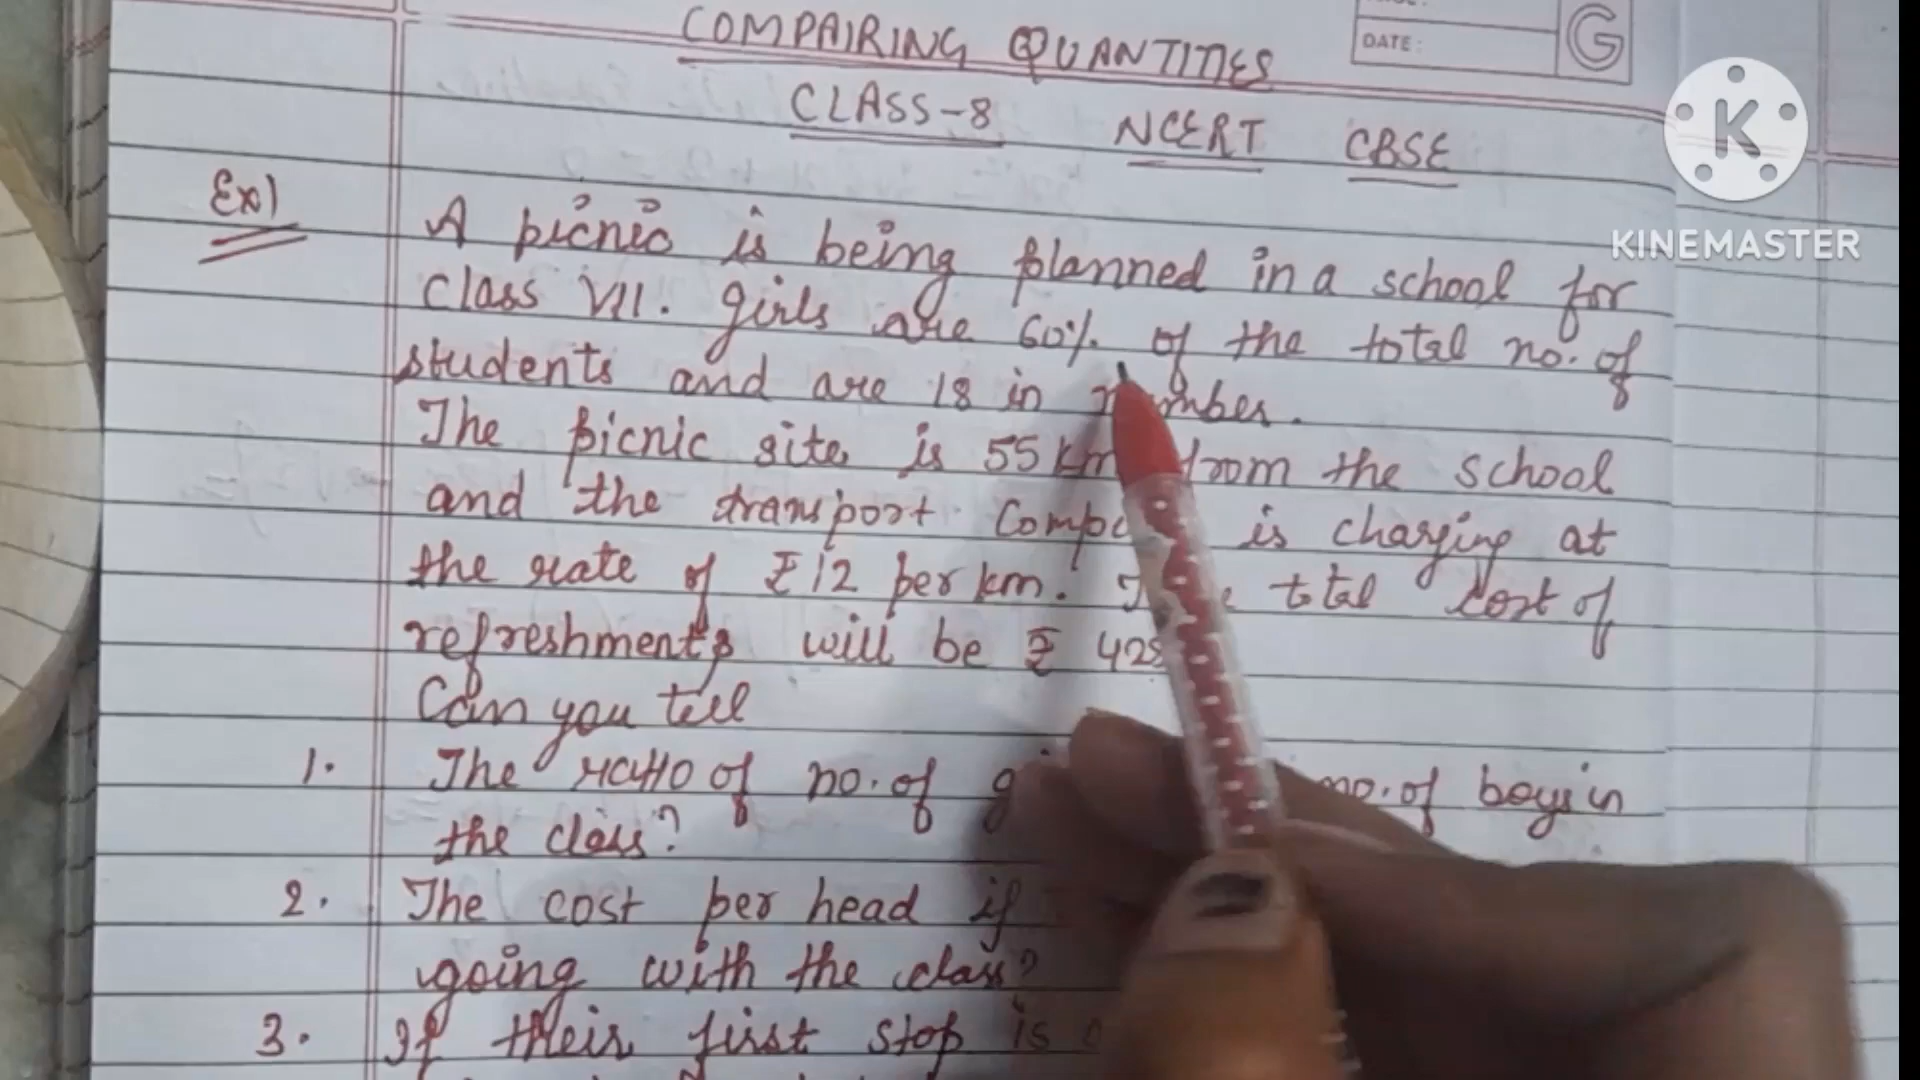 COMPAIRING QUANTITIES
DATE:
G
CLASS-8 NCERT CBSE
K
KINEMASTER
Ex1
A picnic is being planned in a school for
class VII. girls are 60% of the total no. of
students and are 18 in number.
The picnic site is 55 km from the school
and the transport is charging at
the rate of ₹12 per km. total cost of
refreshments will be ₹
Can you tell
1. The ratio of no. of no. of boys in
the class?
2. The cost per head if
going with the class?
3. If their first stop is